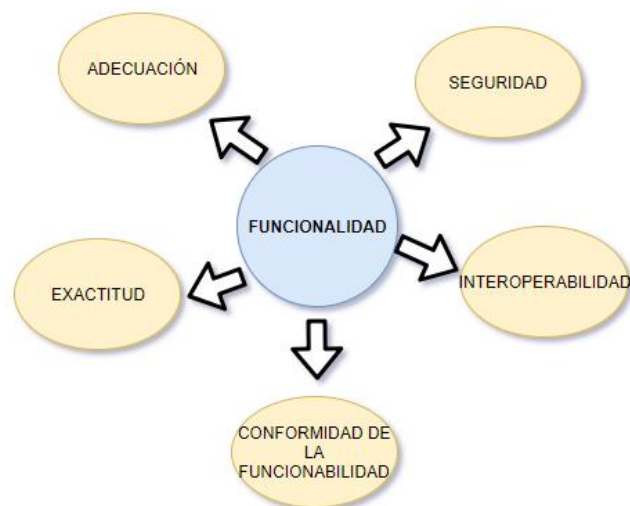 ADECUACIÓN
SEGURIDAD
FUNCIONALIDAD
EXACTITUD
INTEROPERABILIDAD
CONFORMIDAD DE
LA
FUNCIONABILIDAD